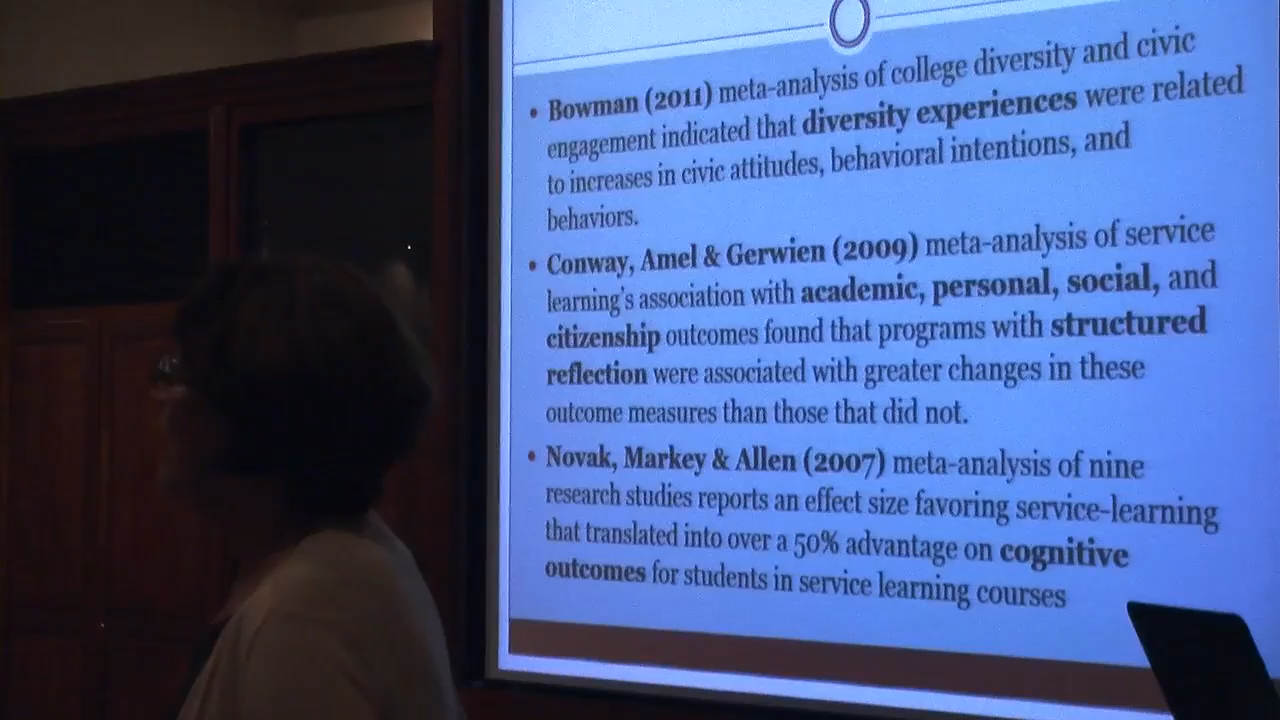 • Bowman (2011) meta-analysis of college diversity and civic
engagement indicated that diversity experiences were related
to increases in civic attitudes, behavioral intentions, and
behaviors.
• Conway, Amel & Gerwien (2009) meta-analysis of service
learning's association with academic, personal, social, and
citizenship outcomes found that programs with structured
reflection were associated with greater changes in these
outcome measures than those that did not.
• Novak, Markey & Allen (2007) meta-analysis of nine
research studies reports an effect size favoring service-learning
that translated into over a 50% advantage on cognitive
outcomes for students in service learning courses